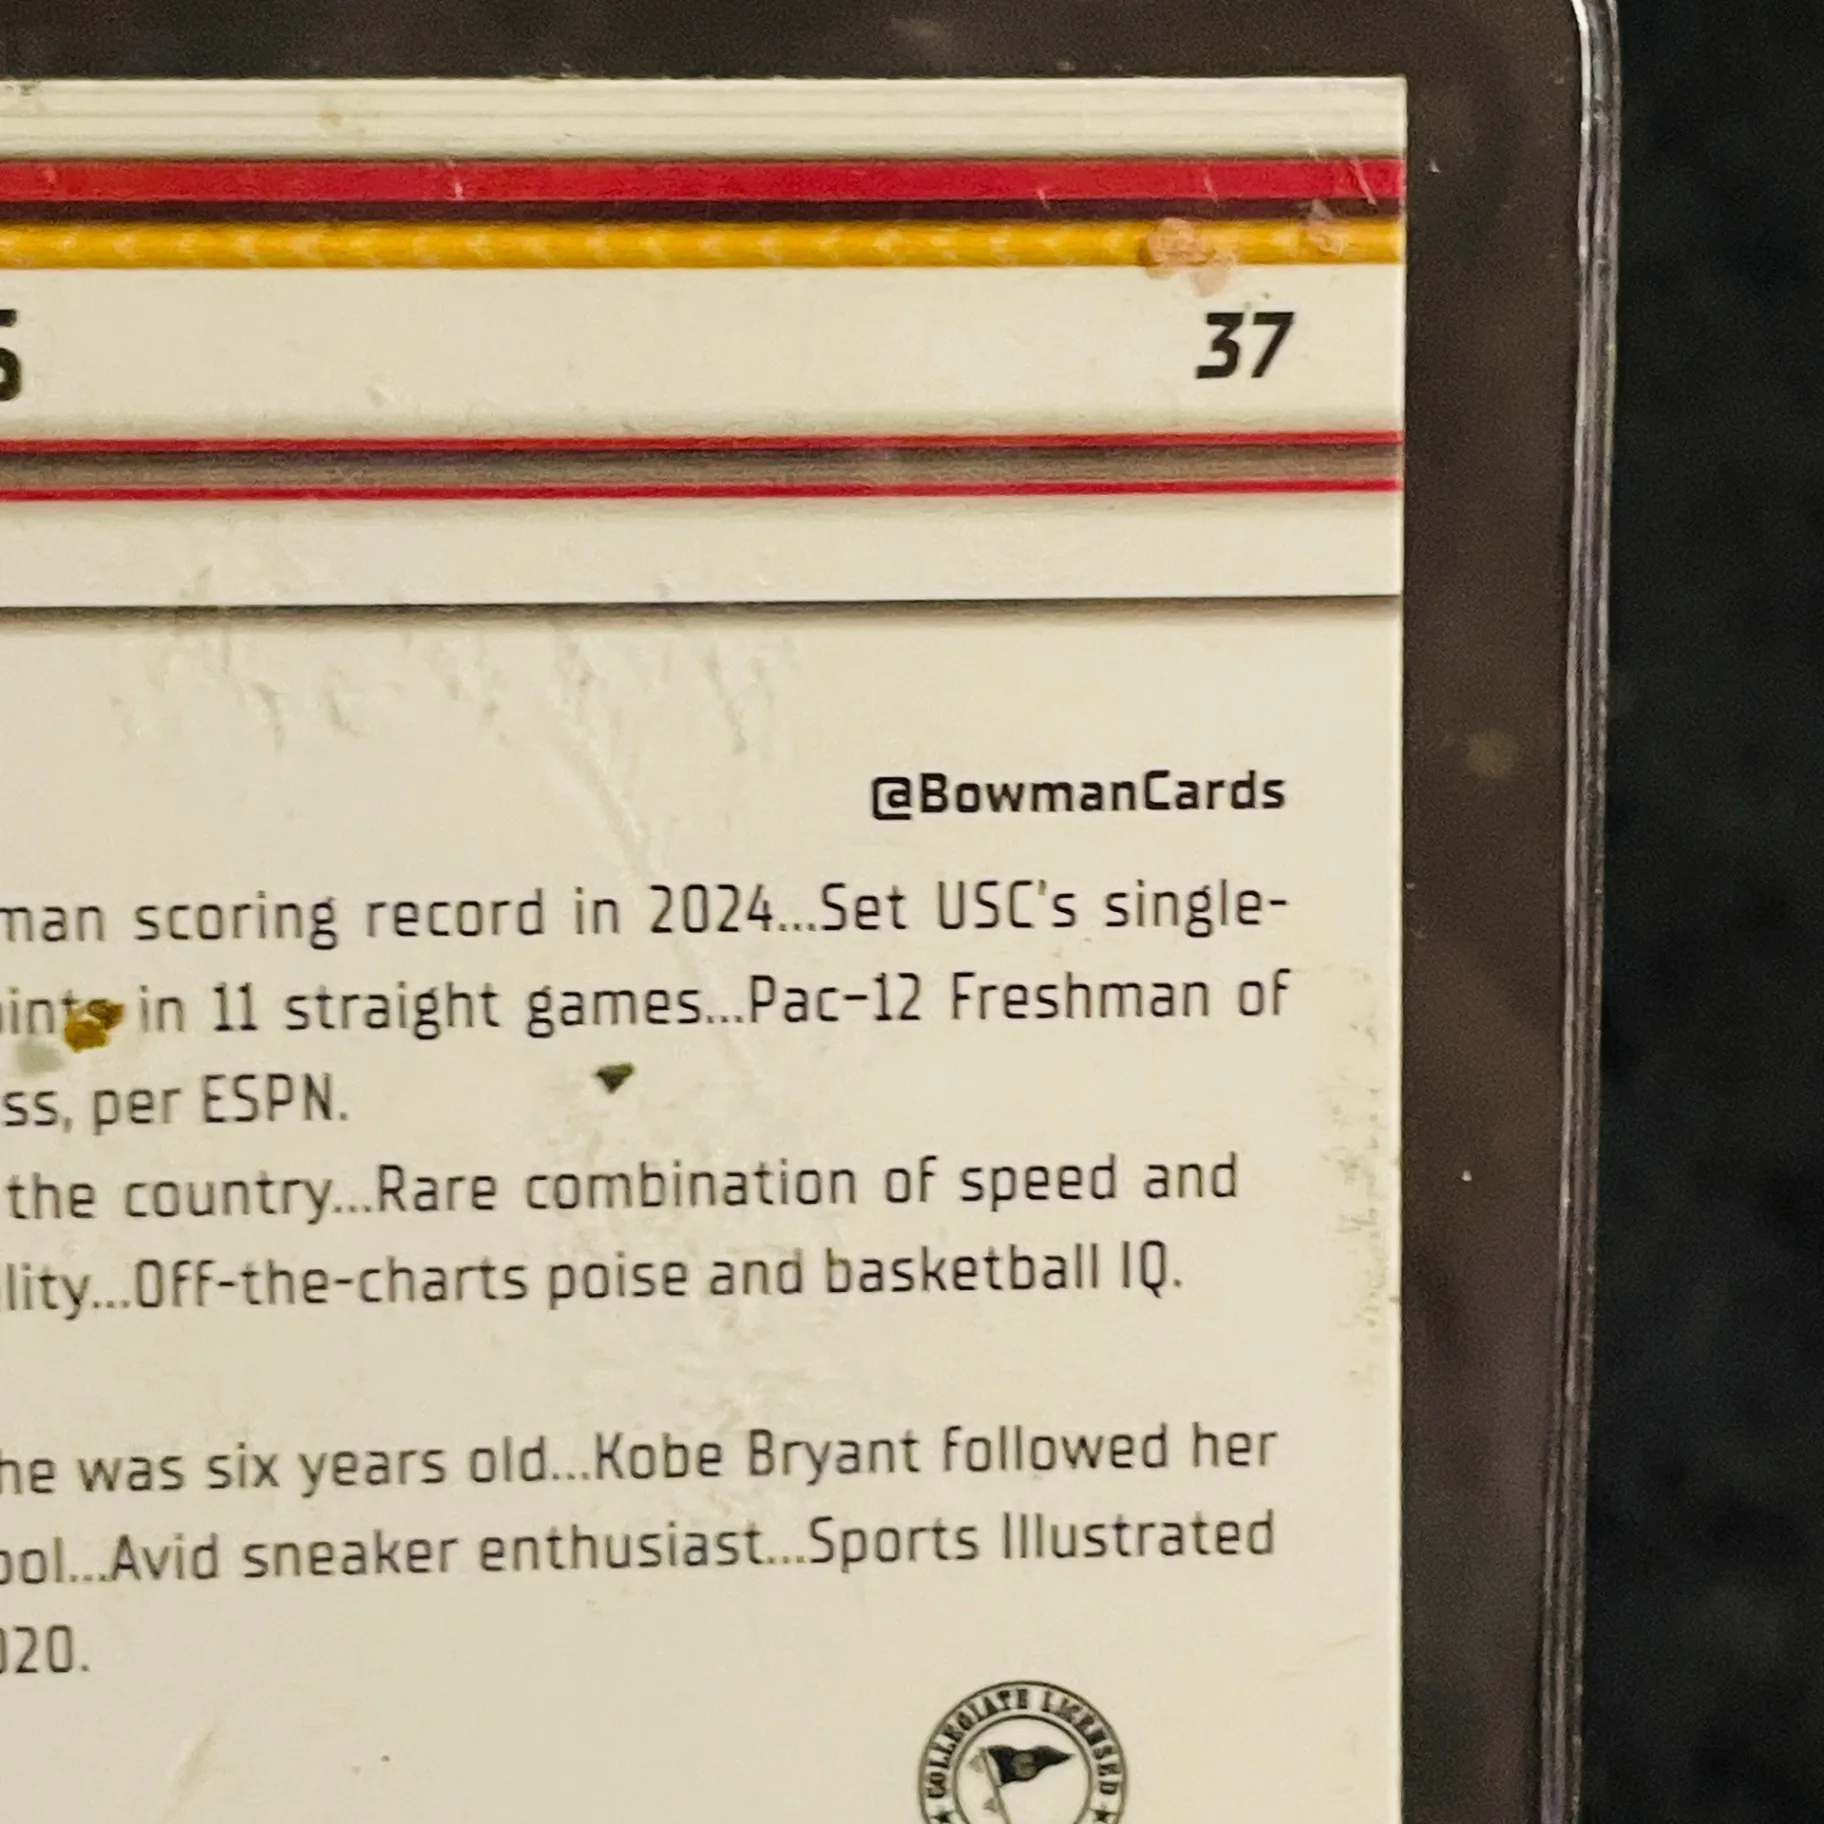 37
@BowmanCards
man scoring record in 2024...Set USC's single-
in 11 straight games...Pac-12 Freshman of
ss, per ESPN.
the country...Rare combination of speed and
lity...Off-the-charts poise and basketball IQ.
he was six years old...Kobe Bryant followed her
ool...Avid sneaker enthusiast...Sports Illustrated
020.
COLLEGIATE LICENSED